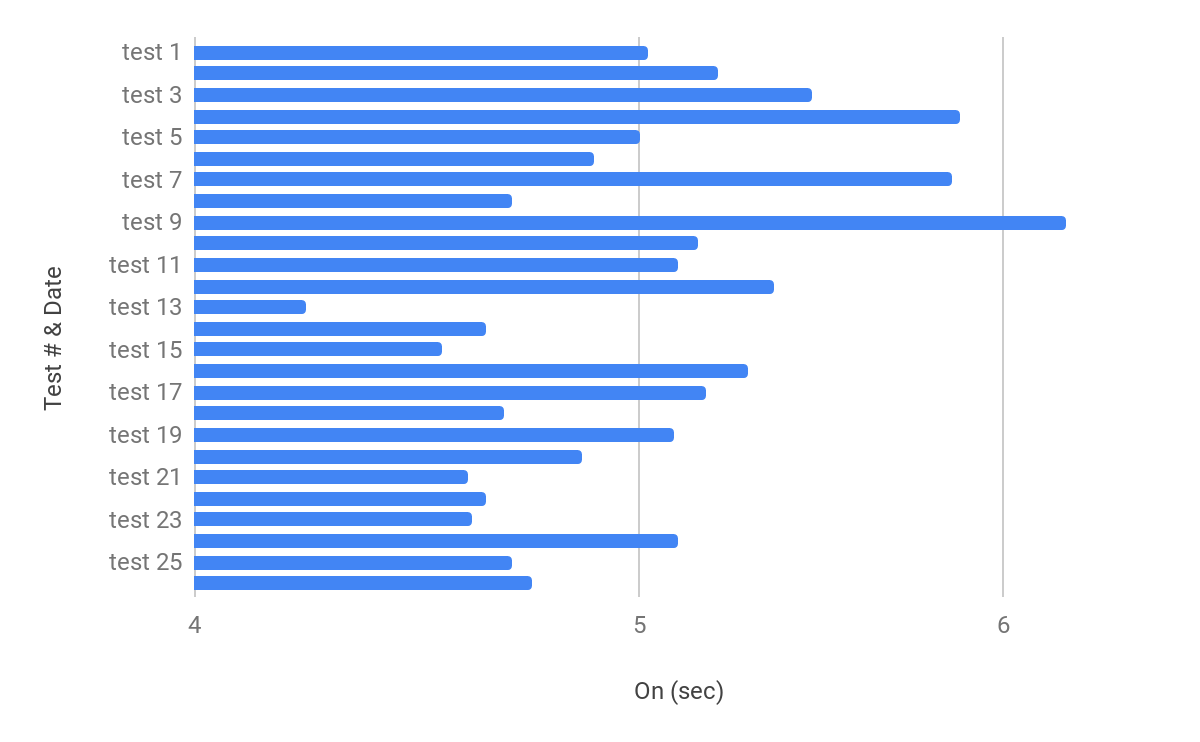 test 1
test 3
test 5
test 7
test 9
test 11
test 13
test 15
test 17
test 19
test 21
test 23
test 25
Test # & Date
4 5 6
On (sec)